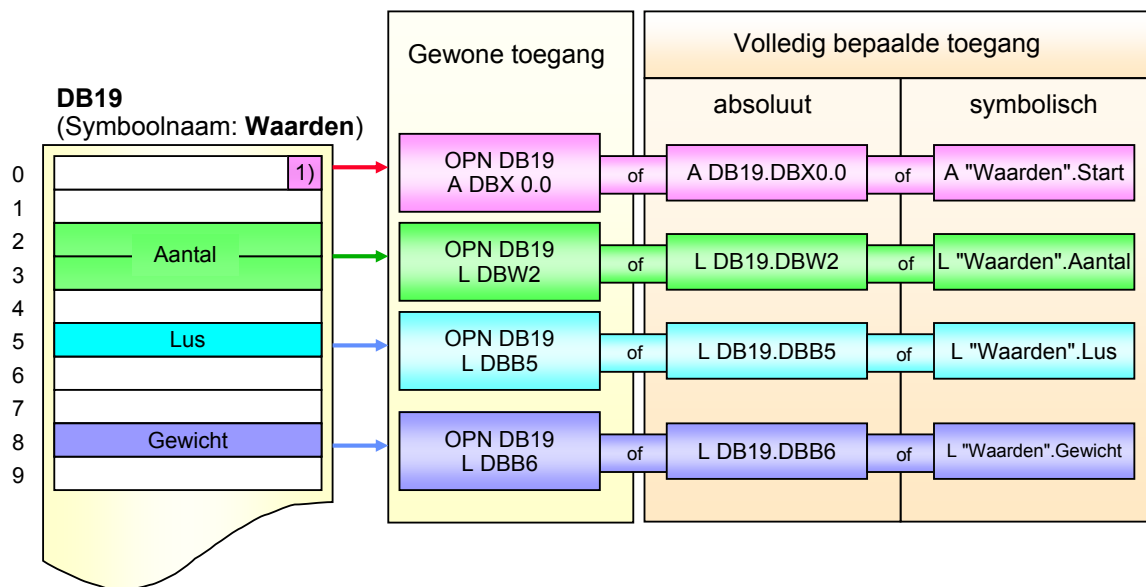 Gewone toegang
Volledig bepaalde toegang
absoluut
symbolisch
DB19
(Symboolnaam: Waarden)
0
1)
OPN DB19
A DBX 0.0
of
A DB19.DBX0.0
of
A "Waarden".Start
1
2
3
Aantal
OPN DB19
L DBW2
of
L DB19.DBW2
of
L "Waarden".Aantal
4
5
Lus
OPN DB19
L DBB5
of
L DB19.DBB5
of
L "Waarden".Lus
6
7
8
Gewicht
OPN DB19
L DBB6
of
L DB19.DBB6
of
L "Waarden".Gewicht
9